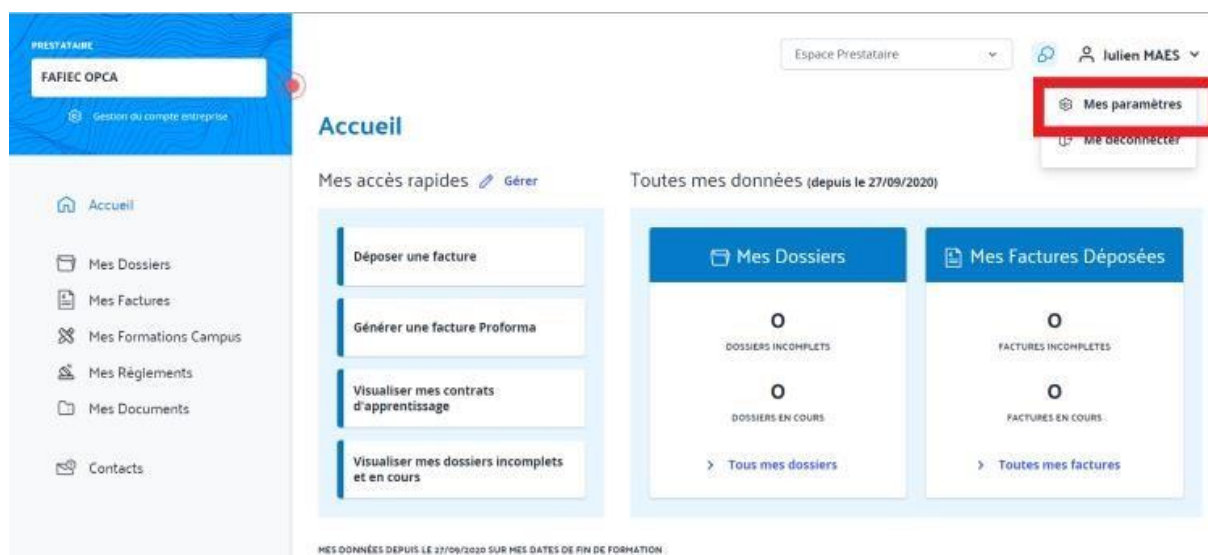 PRESTATAIRE
FAFIEC OPCA
Gestion du compte entreprise
Accueil
Mes Dossiers
Mes Factures
Mes Formations Campus
Mes Règlements
Mes Documents
Contacts
Espace Prestataire
Julien MAES
Mes paramètres
Me déconnecter
Accueil
Mes accès rapides Gérer
Déposer une facture
Générer une facture Proforma
Visualiser mes contrats
d'apprentissage
Visualiser mes dossiers incomplets
et en cours
Toutes mes données (depuis le 27/09/2020)
Mes Dossiers
0
DOSSIERS INCOMPLETS
0
DOSSIERS EN COURS
> Tous mes dossiers
Mes Factures Déposées
0
FACTURES INCOMPLETES
0
FACTURES EN COURS
> Toutes mes factures
MES DONNÉES DEPUIS LE 27/09/2020 SUR MES DATES DE FIN DE FORMATION